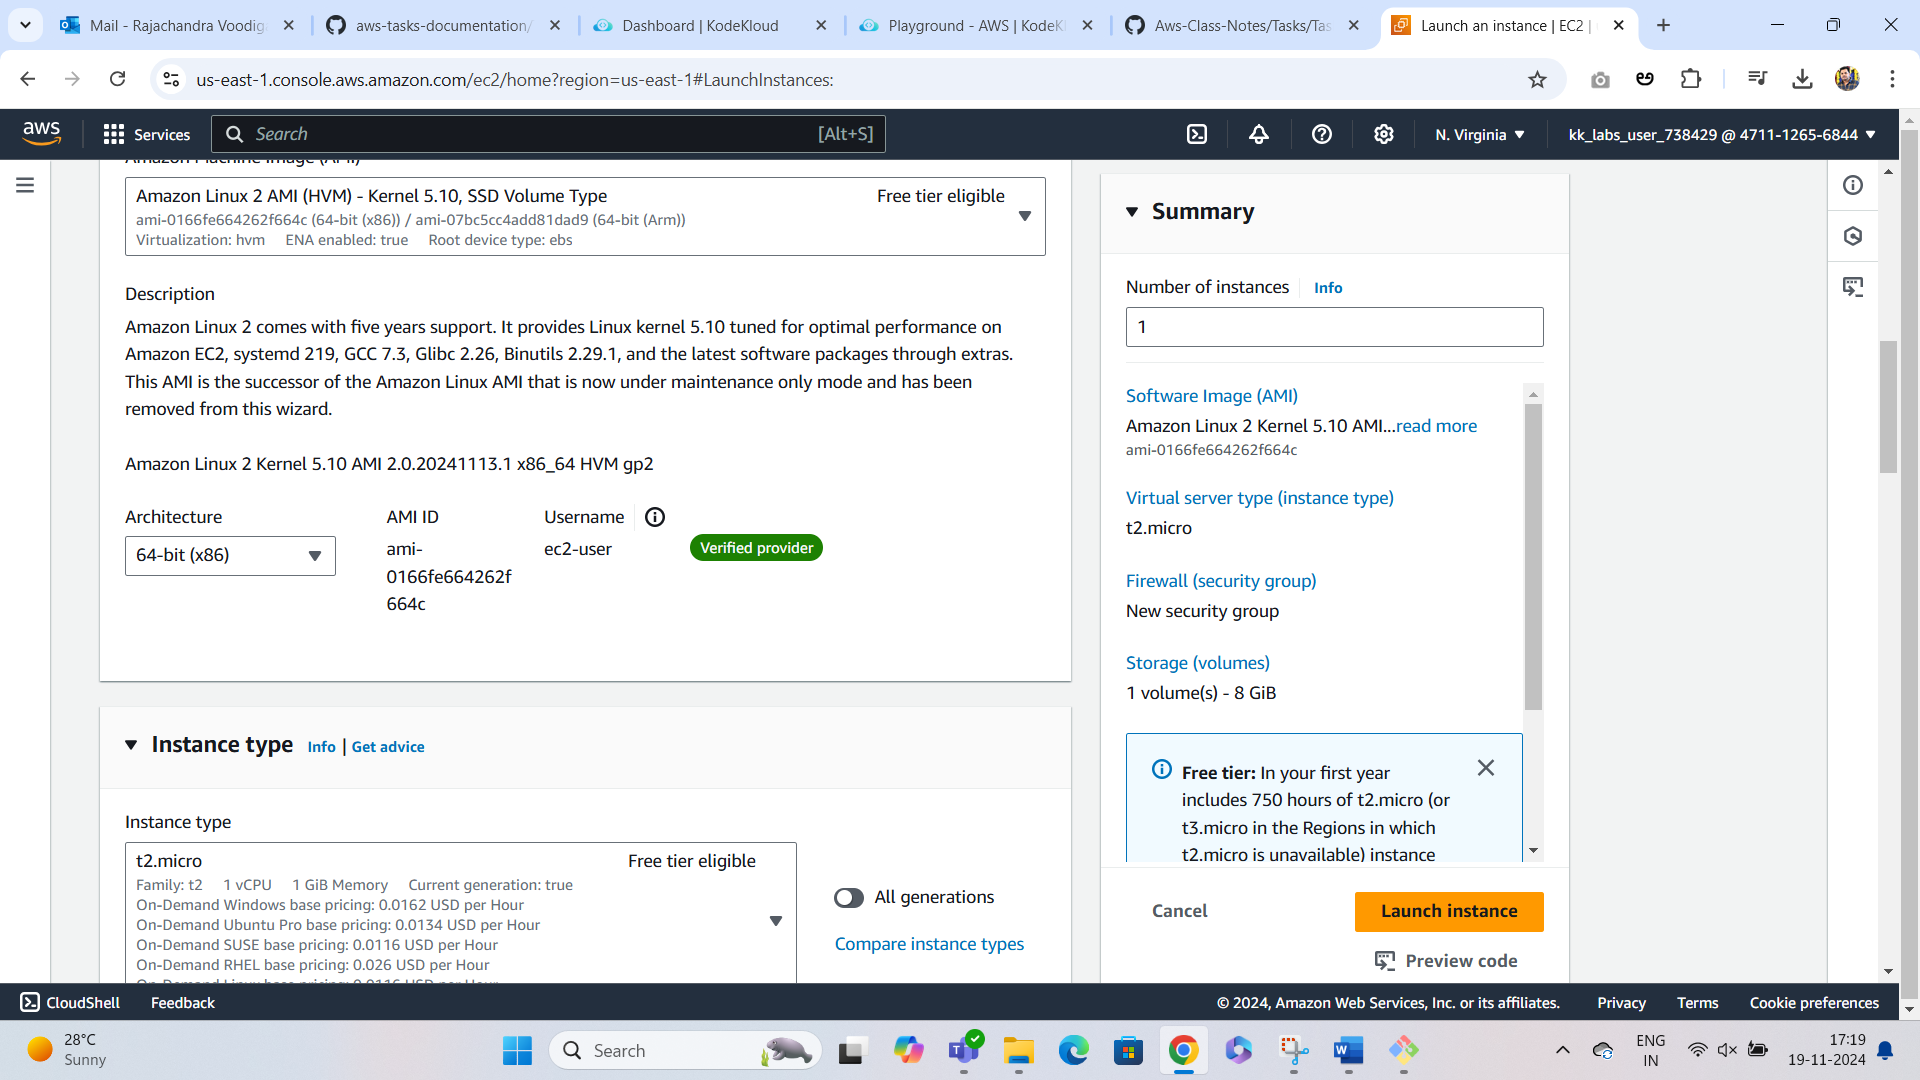 Mail - Rajachandra Voodig
aws-tasks-documentation/
Dashboard | KodeKloud
Playground - AWS | KodeKl
Aws-Class-Notes/Tasks/Tas
Launch an instance | EC2 |
us-east-1.console.aws.amazon.com/ec2/home?region=us-east-1#LaunchInstances:
aws
Services
Search
[Alt+S]
N. Virginia
kk_labs_user_738429 @ 4711-1265-6844
Amazon Machine Image (AMI)
Amazon Linux 2 AMI (HVM) - Kernel 5.10, SSD Volume Type
Free tier eligible
ami-0166fe664262f664c (64-bit (x86)) / ami-07bc5cc4add81dad9 (64-bit (Arm))
Virtualization: hvm ENA enabled: true Root device type: ebs
Description
Amazon Linux 2 comes with five years support. It provides Linux kernel 5.10 tuned for optimal performance on
Amazon EC2, systemd 219, GCC 7.3, Glibc 2.26, Binutils 2.29.1, and the latest software packages through extras.
This AMI is the successor of the Amazon Linux AMI that is now under maintenance only mode and has been
removed from this wizard.
Amazon Linux 2 Kernel 5.10 AMI 2.0.20241113.1 x86_64 HVM gp2
Architecture
64-bit (x86)
AMI ID
ami-
0166fe664262f
664c
Username
ec2-user
Verified provider
Instance type
Info | Get advice
Instance type
t2.micro
Free tier eligible
Family: t2 1 vCPU 1 GiB Memory Current generation: true
On-Demand Windows base pricing: 0.0162 USD per Hour
On-Demand Ubuntu Pro base pricing: 0.0134 USD per Hour
On-Demand SUSE base pricing: 0.0116 USD per Hour
On-Demand RHEL base pricing: 0.026 USD per Hour
On-Demand Linux base pricing: 0.0116 USD per Hour
All generations
Compare instance types
Summary
Number of instances
Info
1
Software Image (AMI)
Amazon Linux 2 Kernel 5.10 AMI...read more
ami-0166fe664262f664c
Virtual server type (instance type)
t2.micro
Firewall (security group)
New security group
Storage (volumes)
1 volume(s) - 8 GiB
Free tier: In your first year
includes 750 hours of t2.micro (or
t3.micro in the Regions in which
t2.micro is unavailable) instance
Cancel
Launch instance
Preview code
CloudShell
Feedback
© 2024, Amazon Web Services, Inc. or its affiliates.
Privacy
Terms
Cookie preferences
28°C
Sunny
Search
ENG
IN
17:19
19-11-2024